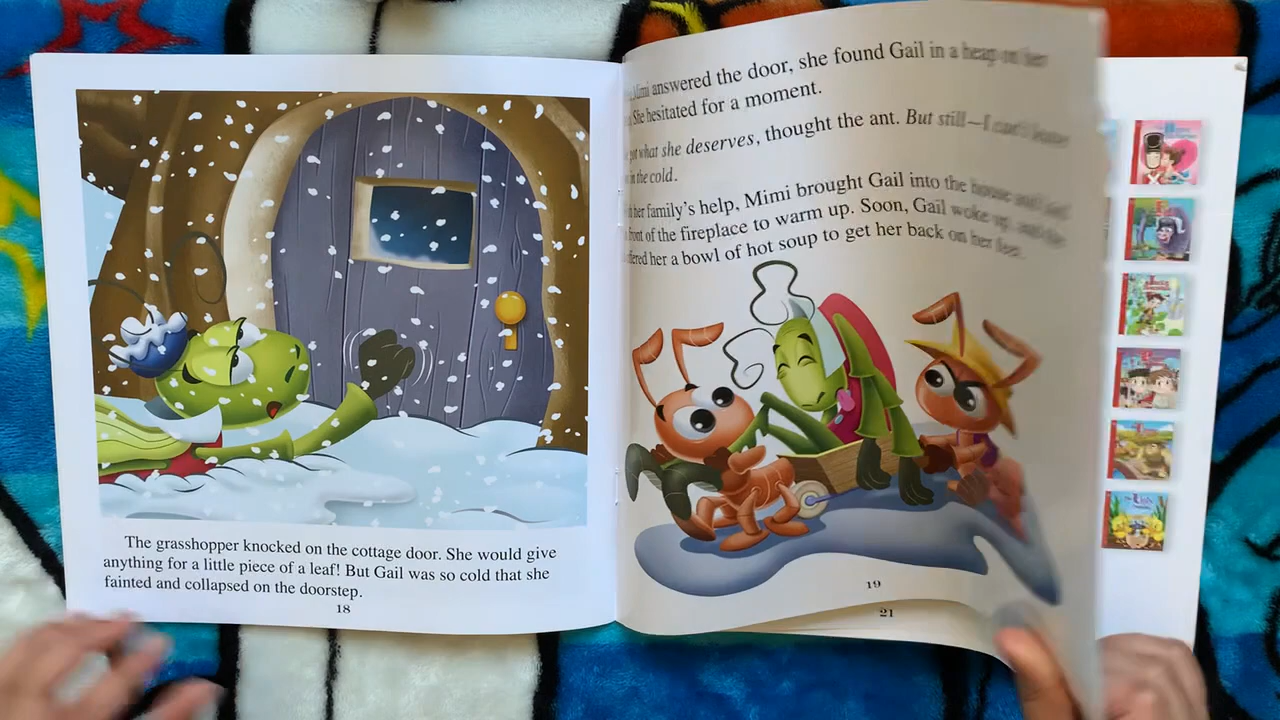 The grasshopper knocked on the cottage door. She would give
anything for a little piece of a leaf! But Gail was so cold that she
fainted and collapsed on the doorstep.
18
Mimi answered the door, she found Gail in a heap on her
She hesitated for a moment.
got what she deserves, thought the ant. But still—I can't leave
in the cold.
her family's help, Mimi brought Gail into the house and
front of the fireplace to warm up. Soon, Gail woke up, and
her a bowl of hot soup to get her back on her feet.
19
21